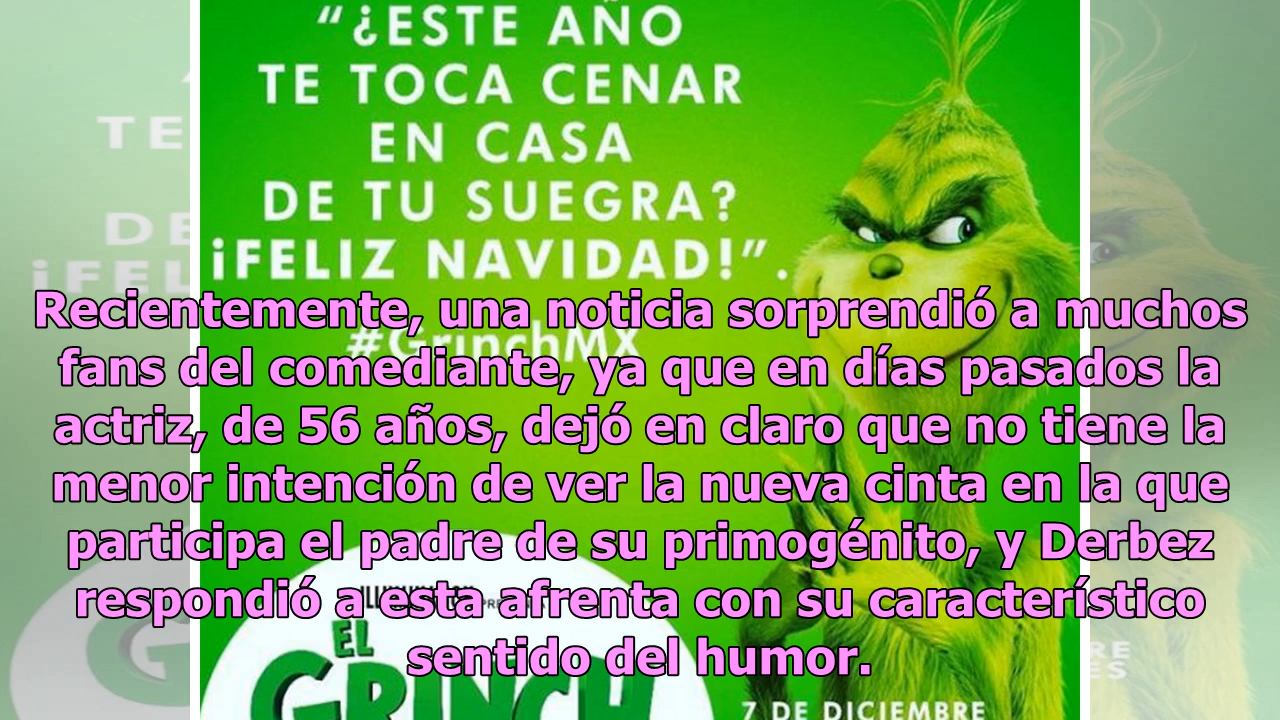 “¿ESTE AÑO
TE TOCA CENAR
EN CASA
DE TU SUEGRA?
¡FELIZ NAVIDAD!”.
#GrinchMX
Recientemente, una noticia sorprendió a muchos
fans del comediante, ya que en días pasados la
actriz, de 56 años, dejó en claro que no tiene la
menor intención de ver la nueva cinta en la que
participa el padre de su primogénito, y Derbez
respondió a esta afrenta con su característico
sentido del humor.
EL
GRINCH
7 DE DICIEMBRE